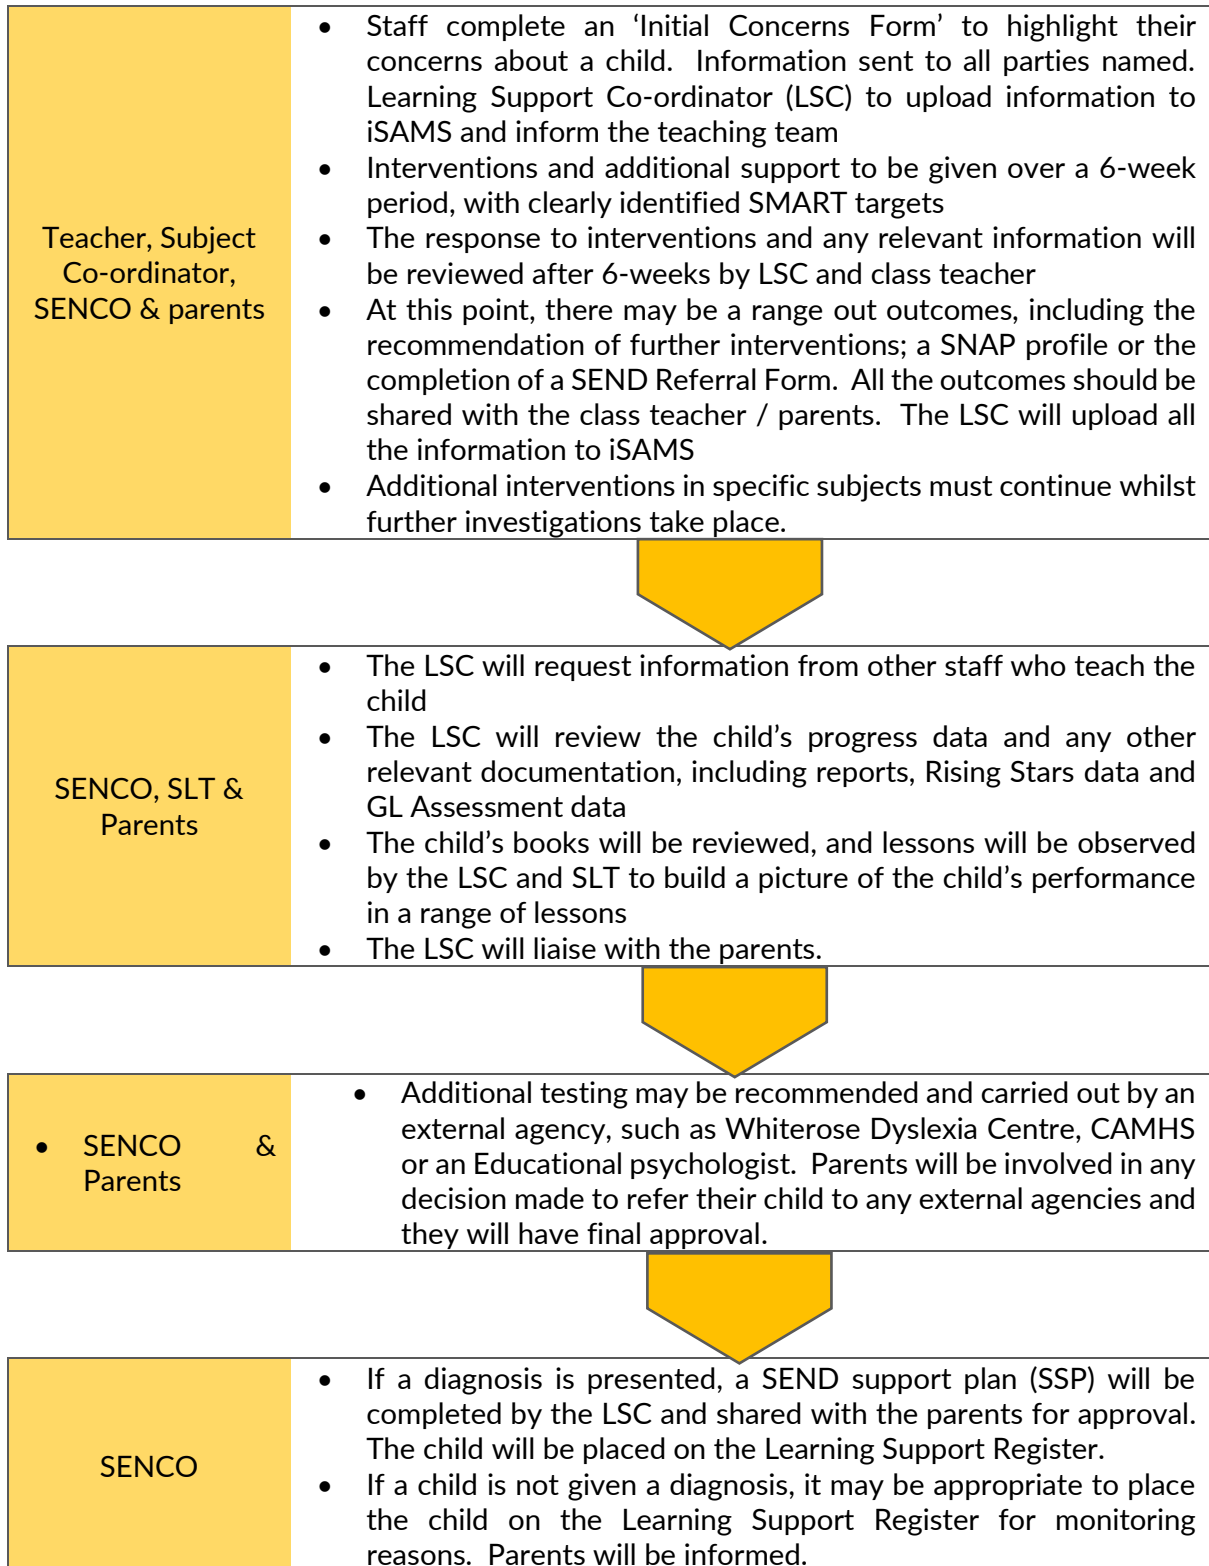 Teacher, Subject
Co-ordinator,
SENCO & parents
• Staff complete an ‘Initial Concerns Form’ to highlight their
concerns about a child. Information sent to all parties named.
Learning Support Co-ordinator (LSC) to upload information to
iSAMS and inform the teaching team
• Interventions and additional support to be given over a 6-week
period, with clearly identified SMART targets
• The response to interventions and any relevant information will
be reviewed after 6-weeks by LSC and class teacher
• At this point, there may be a range out outcomes, including the
recommendation of further interventions; a SNAP profile or the
completion of a SEND Referral Form. All the outcomes should be
shared with the class teacher / parents. The LSC will upload all
the information to iSAMS
• Additional interventions in specific subjects must continue whilst
further investigations take place.
SENCO, SLT &
Parents
• The LSC will request information from other staff who teach the
child
• The LSC will review the child’s progress data and any other
relevant documentation, including reports, Rising Stars data and
GL Assessment data
• The child’s books will be reviewed, and lessons will be observed
by the LSC and SLT to build a picture of the child’s performance
in a range of lessons
• The LSC will liaise with the parents.
• SENCO &
Parents
• Additional testing may be recommended and carried out by an
external agency, such as Whiterose Dyslexia Centre, CAMHS
or an Educational psychologist. Parents will be involved in any
decision made to refer their child to any external agencies and
they will have final approval.
SENCO
• If a diagnosis is presented, a SEND support plan (SSP) will be
completed by the LSC and shared with the parents for approval.
The child will be placed on the Learning Support Register.
• If a child is not given a diagnosis, it may be appropriate to place
the child on the Learning Support Register for monitoring
reasons. Parents will be informed.